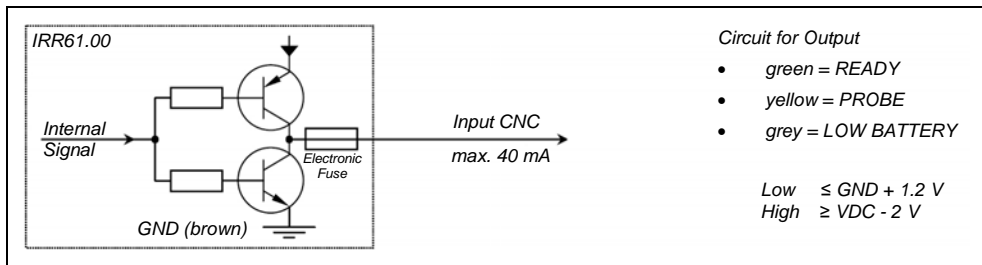 IRR61.00
Internal
Signal
Electronic
Fuse
GND (brown)
Input CNC
max. 40 mA
Circuit for Output
• green = READY
• yellow = PROBE
• grey = LOW BATTERY
Low ≤ GND + 1.2 V
High ≥ VDC - 2 V